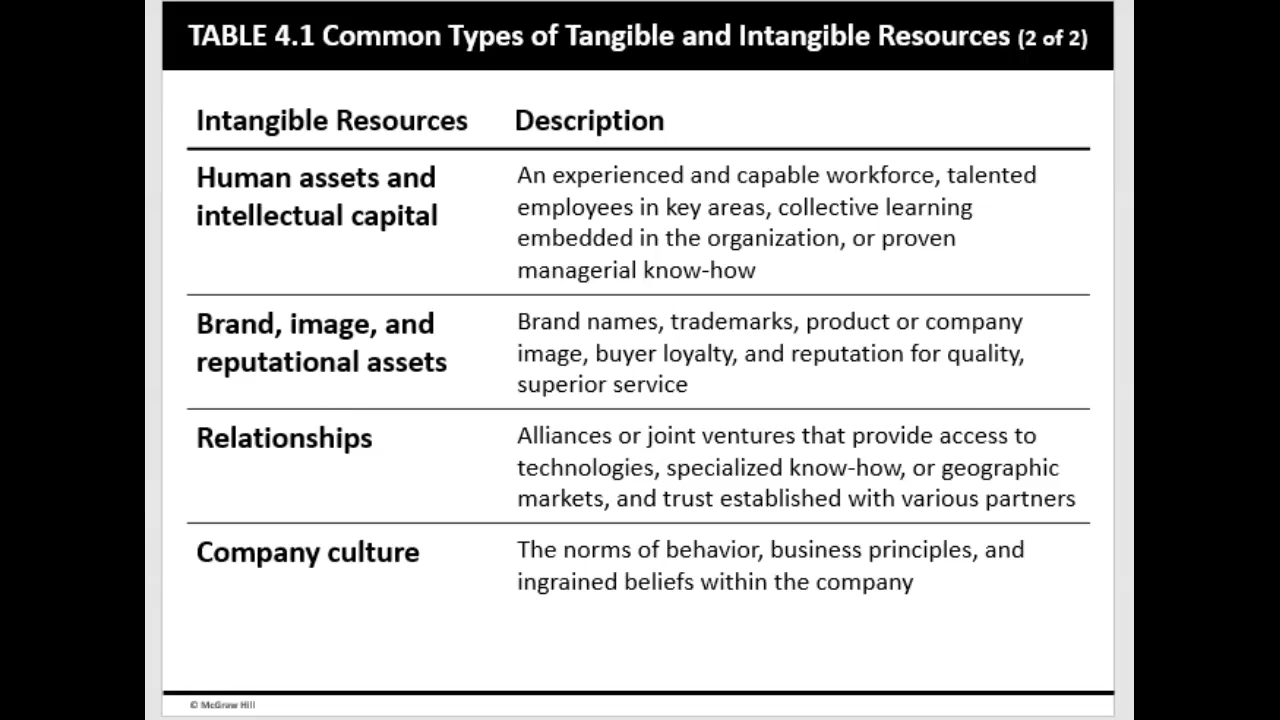 TABLE 4.1 Common Types of Tangible and Intangible Resources (2 of 2)
Intangible Resources Description
Human assets and
intellectual capital
An experienced and capable workforce, talented
employees in key areas, collective learning
embedded in the organization, or proven
managerial know-how
Brand, image, and
reputational assets
Brand names, trademarks, product or company
image, buyer loyalty, and reputation for quality,
superior service
Relationships
Alliances or joint ventures that provide access to
technologies, specialized know-how, or geographic
markets, and trust established with various partners
Company culture
The norms of behavior, business principles, and
ingrained beliefs within the company
© McGraw Hill